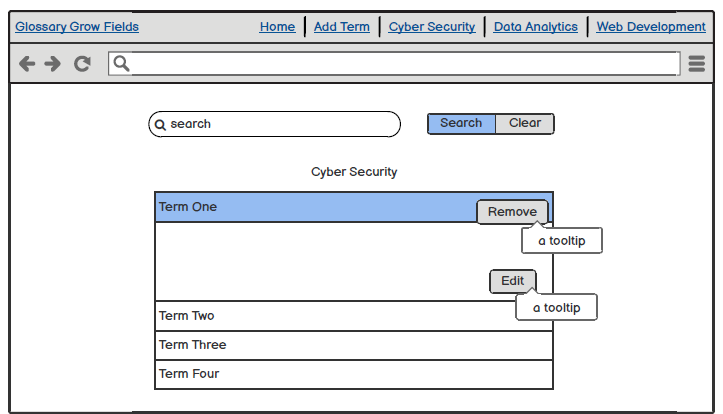 Glossary Grow Fields Home Add Term Cyber Security Data Analytics Web Development
search Search Clear
Cyber Security
Term One Remove
a tooltip
Edit
a tooltip
Term Two
Term Three
Term Four